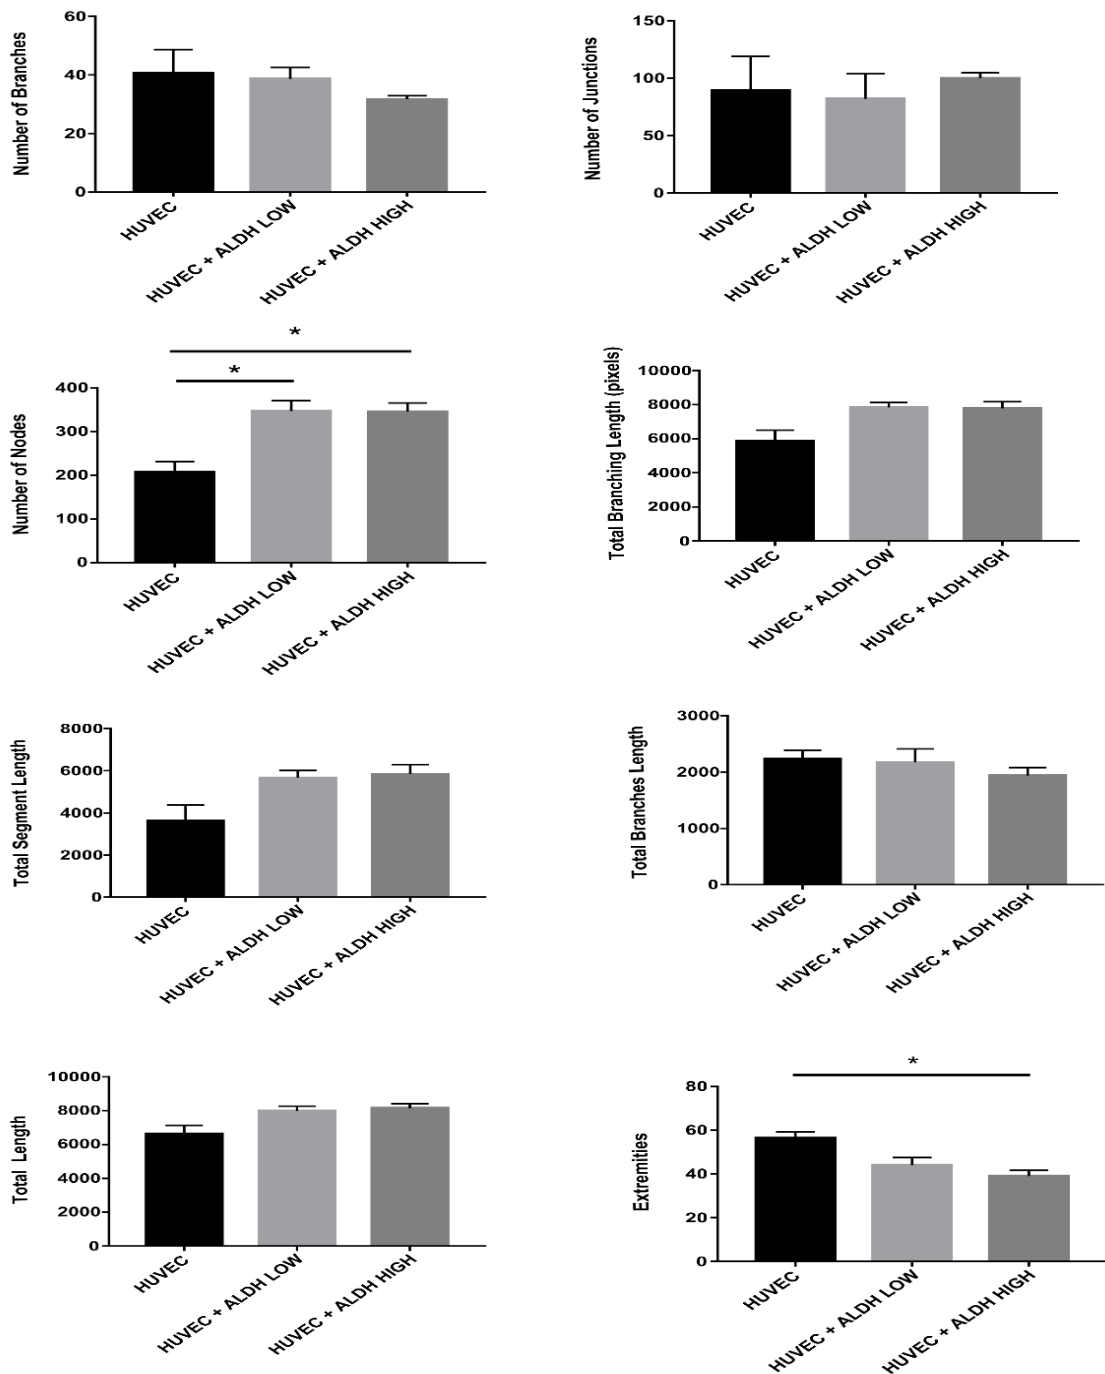 Number of Branches
60
40
20
0
HUVEC
HUVEC + ALDH LOW
HUVEC + ALDH HIGH
Number of Junctions
150
100
50
0
HUVEC
HUVEC + ALDH LOW
HUVEC + ALDH HIGH
*
*
Number of Nodes
400
300
200
100
0
HUVEC
HUVEC + ALDH LOW
HUVEC + ALDH HIGH
Total Branching Length (pixels)
10000
8000
6000
4000
2000
0
HUVEC
HUVEC + ALDH LOW
HUVEC + ALDH HIGH
Total Segment Length
8000
6000
4000
2000
0
HUVEC
HUVEC + ALDH LOW
HUVEC + ALDH HIGH
Total Branches Length
3000
2000
1000
0
HUVEC
HUVEC + ALDH LOW
HUVEC + ALDH HIGH
Total Length
10000
8000
6000
4000
2000
0
HUVEC
HUVEC + ALDH LOW
HUVEC + ALDH HIGH
*
Extremities
80
60
40
20
0
HUVEC
HUVEC + ALDH LOW
HUVEC + ALDH HIGH